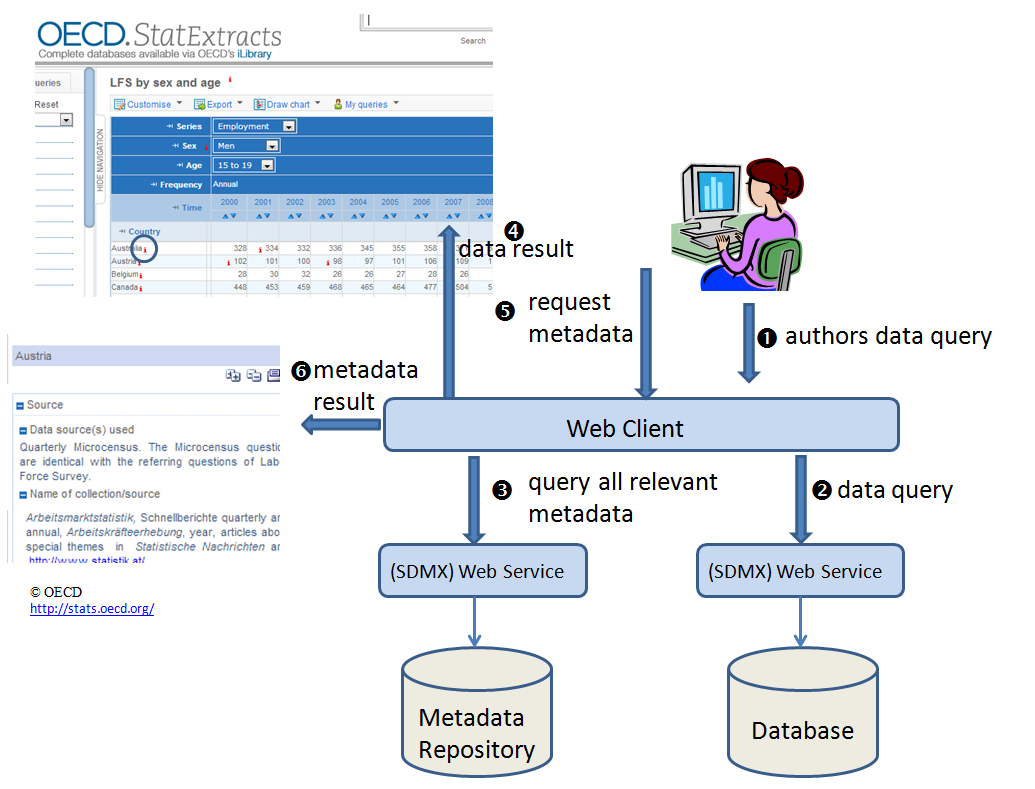 OECD.StatExtracts
Complete databases available via OECD's iLibrary
Search
ueries
Reset
HIDE NAVIGATION
LFS by sex and age i
Customise Export Draw chart My queries
Series Employment
Sex i Men
Age 15 to 19
Frequency Annual
Time 2000 2001 2002 2003 2004 2005 2006 2007 2008
Country
Australia i 328 i 334 332 336 345 355 358
Austria i i 102 101 100 i 98 97 101 106 109 1
Belgium i 28 30 32 26 26 27 28 26
Canada i 448 453 459 468 465 464 477 504 5
❹
data result
❺ request
metadata
❶ authors data query
❻ metadata
result
Web Client
❸ query all relevant
metadata
❷ data query
(SDMX) Web Service
(SDMX) Web Service
Metadata
Repository
Database
Austria
Source
Data source(s) used
Quarterly Microcensus. The Microcensus questic
are identical with the referring questions of Lab
Force Survey.
Name of collection/source
Arbeitsmarktstatistik, Schnellberichte quarterly ar
annual, Arbeitskräfteerhebung, year, articles abo
special themes in Statistische Nachrichten ar
http://www.statistik.at/
© OECD
http://stats.oecd.org/